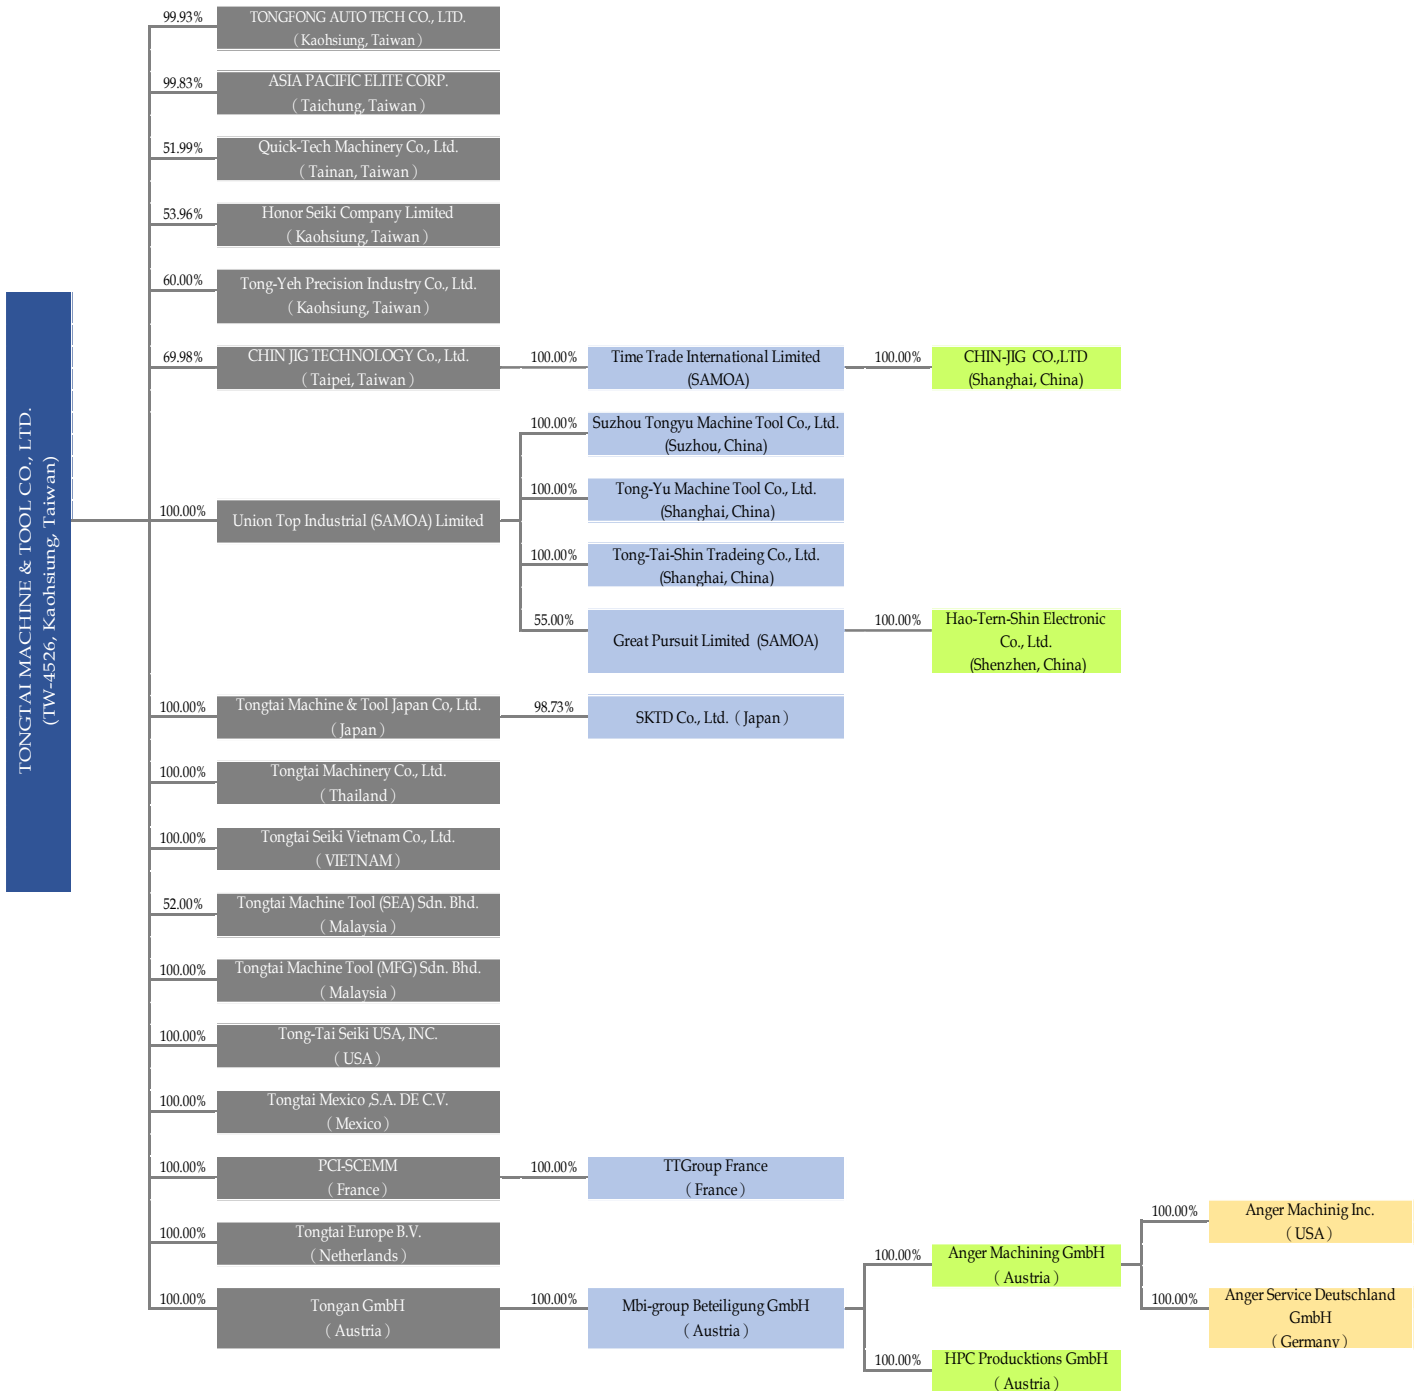 TONGTAI MACHINE & TOOL CO., LTD.
(TW-4526, Kaohsiung, Taiwan)
99.93%
TONGFONG AUTO TECH CO., LTD.
( Kaohsiung, Taiwan )
99.83%
ASIA PACIFIC ELITE CORP.
( Taichung, Taiwan )
51.99%
Quick-Tech Machinery Co., Ltd.
( Tainan, Taiwan )
53.96%
Honor Seiki Company Limited
( Kaohsiung, Taiwan )
60.00%
Tong-Yeh Precision Industry Co., Ltd.
( Kaohsiung, Taiwan )
69.98%
CHIN JIG TECHNOLOGY Co., Ltd.
( Taipei, Taiwan )
100.00%
Time Trade International Limited
(SAMOA)
100.00%
CHIN-JIG CO.,LTD
(Shanghai, China)
100.00%
Union Top Industrial (SAMOA) Limited
100.00%
Suzhou Tongyu Machine Tool Co., Ltd.
(Suzhou, China)
100.00%
Tong-Yu Machine Tool Co., Ltd.
(Shanghai, China)
100.00%
Tong-Tai-Shin Tradeing Co., Ltd.
(Shanghai, China)
55.00%
Great Pursuit Limited (SAMOA)
100.00%
Hao-Tern-Shin Electronic
Co., Ltd.
(Shenzhen, China)
100.00%
Tongtai Machine & Tool Japan Co, Ltd.
( Japan )
98.73%
SKTD Co., Ltd. ( Japan )
100.00%
Tongtai Machinery Co., Ltd.
( Thailand )
100.00%
Tongtai Seiki Vietnam Co., Ltd.
( VIETNAM )
52.00%
Tongtai Machine Tool (SEA) Sdn. Bhd.
( Malaysia )
100.00%
Tongtai Machine Tool (MFG) Sdn. Bhd.
( Malaysia )
100.00%
Tong-Tai Seiki USA, INC.
( USA )
100.00%
Tongtai Mexico ,S.A. DE C.V.
( Mexico )
100.00%
PCI-SCEMM
( France )
100.00%
TTGroup France
( France )
100.00%
Tongtai Europe B.V.
( Netherlands )
100.00%
Tongan GmbH
( Austria )
100.00%
Mbi-group Beteiligung GmbH
( Austria )
100.00%
Anger Machining GmbH
( Austria )
100.00%
Anger Machinig Inc.
( USA )
100.00%
Anger Service Deutschland
GmbH
( Germany )
100.00%
HPC Producktions GmbH
( Austria )